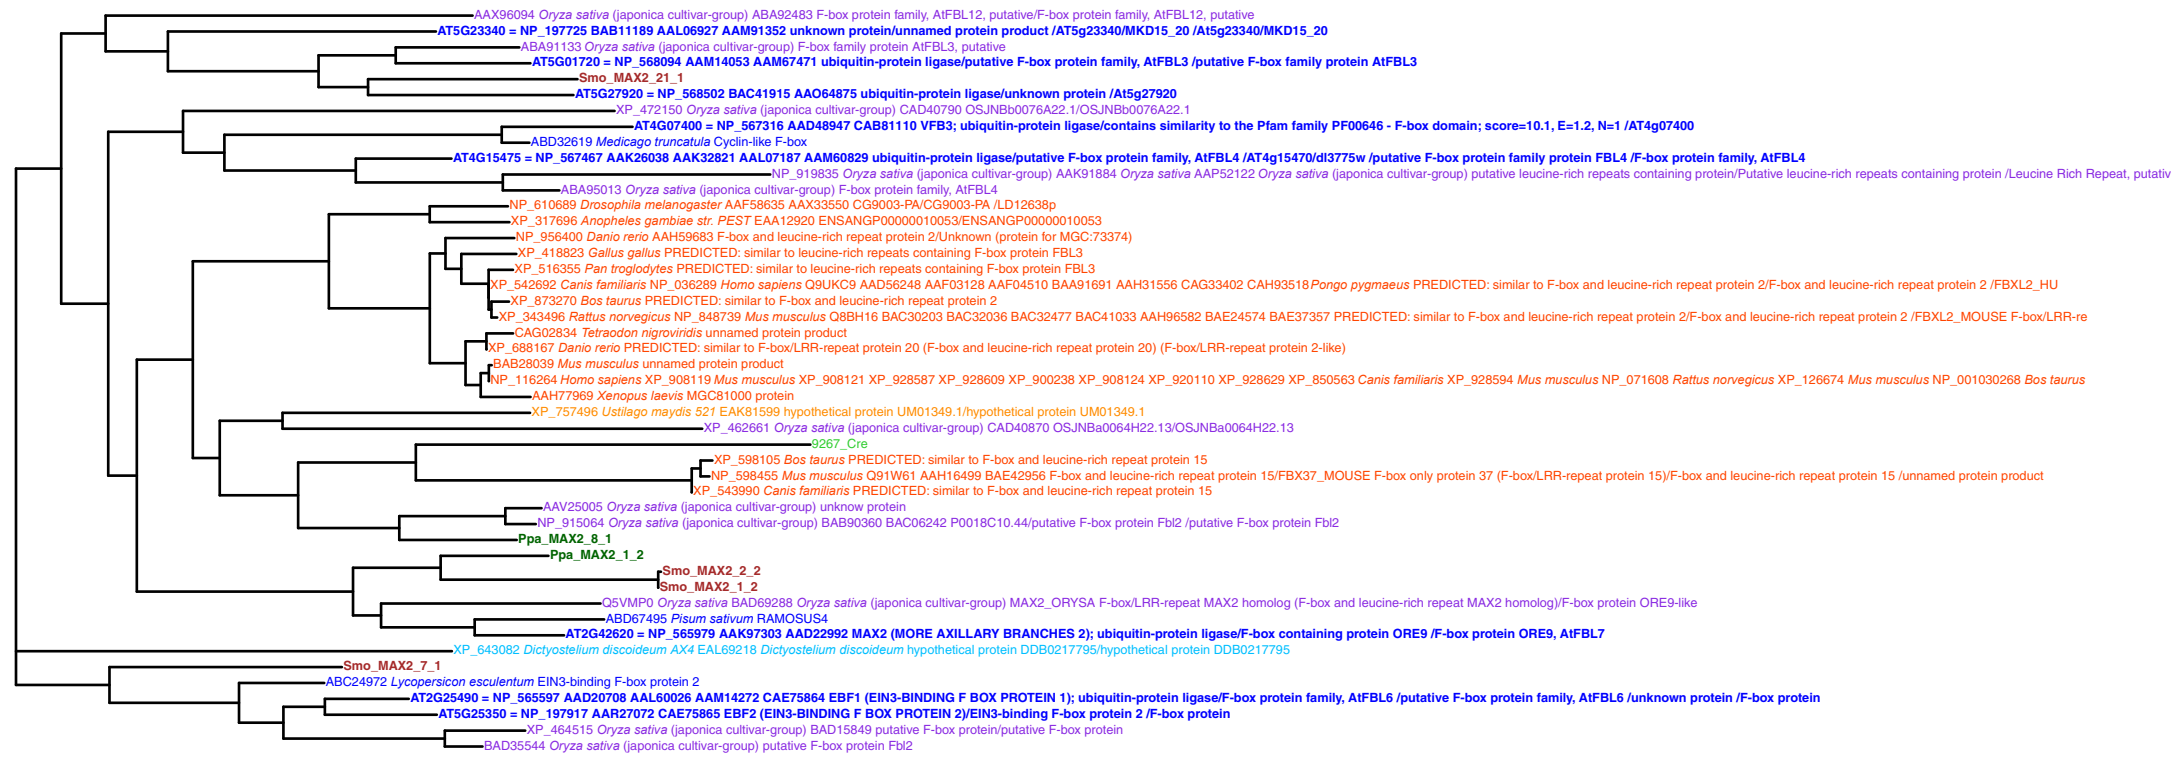 AAX96094 Oryza sativa (japonica cultivar-group) ABA92483 F-box protein family, AtFBL12, putative/F-box protein family, AtFBL12, putative
AT5G23340 = NP_197725 BAB11189 AAL06927 AAM91352 unknown protein/unnamed protein product /AT5g23340/MKD15_20 /At5g23340/MKD15_20
ABA91133 Oryza sativa (japonica cultivar-group) F-box family protein AtFBL3, putative
AT5G01720 = NP_568094 AAM14053 AAM67471 ubiquitin-protein ligase/putative F-box protein family, AtFBL3 /putative F-box family protein AtFBL3
Smo_MAX2_21_1
AT5G27920 = NP_568502 BAC41915 AAO64875 ubiquitin-protein ligase/unknown protein /At5g27920
XP_472150 Oryza sativa (japonica cultivar-group) CAD40790 OSJNBb0076A22.1/OSJNBb0076A22.1
AT4G07400 = NP_567316 AAD48947 CAB81110 VFB3; ubiquitin-protein ligase/contains similarity to the Pfam family PF00646 - F-box domain; score=10.1, E=1.2, N=1 /AT4g07400
ABD32619 Medicago truncatula Cyclin-like F-box
AT4G15475 = NP_567467 AAK26038 AAK32821 AAL07187 AAM60829 ubiquitin-protein ligase/putative F-box protein family, AtFBL4 /AT4g15470/dl3775w /putative F-box protein family protein FBL4 /F-box protein family, AtFBL4
NP_919835 Oryza sativa (japonica cultivar-group) AAK91884 Oryza sativa AAP52122 Oryza sativa (japonica cultivar-group) putative leucine-rich repeats containing protein/Putative leucine-rich repeats containing protein /Leucine Rich Repeat, putativ
ABA95013 Oryza sativa (japonica cultivar-group) F-box protein family, AtFBL4
NP_610689 Drosophila melanogaster AAF58635 AAX33550 CG9003-PA/CG9003-PA /LD12638p
XP_317696 Anopheles gambiae str. PEST EAA12920 ENSANGP00000010053/ENSANGP00000010053
NP_956400 Danio rerio AAH59683 F-box and leucine-rich repeat protein 2/Unknown (protein for MGC:73374)
XP_418823 Gallus gallus PREDICTED: similar to leucine-rich repeats containing F-box protein FBL3
XP_516355 Pan troglodytes PREDICTED: similar to leucine-rich repeats containing F-box protein FBL3
XP_542692 Canis familiaris NP_036289 Homo sapiens Q9UKC9 AAD56248 AAF03128 AAF04510 BAA91691 AAH31556 CAG33402 CAH93518 Pongo pygmaeus PREDICTED: similar to F-box and leucine-rich repeat protein 2/F-box and leucine-rich repeat protein 2 /FBXL2_HU
XP_873270 Bos taurus PREDICTED: similar to F-box and leucine-rich repeat protein 2
XP_343496 Rattus norvegicus NP_848739 Mus musculus Q8BH16 BAC30203 BAC32036 BAC32477 BAC41033 AAH96582 BAE24574 BAE37357 PREDICTED: similar to F-box and leucine-rich repeat protein 2/F-box and leucine-rich repeat protein 2 /FBXL2_MOUSE F-box/LRR-re
CAG02834 Tetraodon nigroviridis unnamed protein product
XP_688167 Danio rerio PREDICTED: similar to F-box/LRR-repeat protein 20 (F-box and leucine-rich repeat protein 20) (F-box/LRR-repeat protein 2-like)
BAB28039 Mus musculus unnamed protein product
NP_116264 Homo sapiens XP_908119 Mus musculus XP_908121 XP_928587 XP_928609 XP_900238 XP_908124 XP_920110 XP_928629 XP_850563 Canis familiaris XP_928594 Mus musculus NP_071608 Rattus norvegicus XP_126674 Mus musculus NP_001030268 Bos taurus
AAH77969 Xenopus laevis MGC81000 protein
XP_757496 Ustilago maydis 521 EAK81599 hypothetical protein UM01349.1/hypothetical protein UM01349.1
XP_462661 Oryza sativa (japonica cultivar-group) CAD40870 OSJNBa0064H22.13/OSJNBa0064H22.13
9267_Cre
XP_598105 Bos taurus PREDICTED: similar to F-box and leucine-rich repeat protein 15
NP_598455 Mus musculus Q91W61 AAH16499 BAE42956 F-box and leucine-rich repeat protein 15/FBX37_MOUSE F-box only protein 37 (F-box/LRR-repeat protein 15)/F-box and leucine-rich repeat protein 15 /unnamed protein product
XP_543990 Canis familiaris PREDICTED: similar to F-box and leucine-rich repeat protein 15
AAV25005 Oryza sativa (japonica cultivar-group) unknow protein
NP_915064 Oryza sativa (japonica cultivar-group) BAB90360 BAC06242 P0018C10.44/putative F-box protein Fbl2 /putative F-box protein Fbl2
Ppa_MAX2_8_1
Ppa_MAX2_1_2
Smo_MAX2_2_2
Smo_MAX2_1_2
Q5VMP0 Oryza sativa BAD69288 Oryza sativa (japonica cultivar-group) MAX2_ORYSA F-box/LRR-repeat MAX2 homolog (F-box and leucine-rich repeat MAX2 homolog)/F-box protein ORE9-like
ABD67495 Pisum sativum RAMOSUS4
AT2G42620 = NP_565979 AAK97303 AAD22992 MAX2 (MORE AXILLARY BRANCHES 2); ubiquitin-protein ligase/F-box containing protein ORE9 /F-box protein ORE9, AtFBL7
XP_643082 Dictyostelium discoideum AX4 EAL69218 Dictyostelium discoideum hypothetical protein DDB0217795/hypothetical protein DDB0217795
Smo_MAX2_7_1
ABC24972 Lycopersicon esculentum EIN3-binding F-box protein 2
AT2G25490 = NP_565597 AAD20708 AAL60026 AAM14272 CAE75864 EBF1 (EIN3-BINDING F BOX PROTEIN 1); ubiquitin-protein ligase/F-box protein family, AtFBL6 /putative F-box protein family, AtFBL6 /unknown protein /F-box protein
AT5G25350 = NP_197917 AAR27072 CAE75865 EBF2 (EIN3-BINDING F BOX PROTEIN 2)/EIN3-binding F-box protein 2 /F-box protein
XP_464515 Oryza sativa (japonica cultivar-group) BAD15849 putative F-box protein/putative F-box protein
BAD35544 Oryza sativa (japonica cultivar-group) putative F-box protein Fbl2